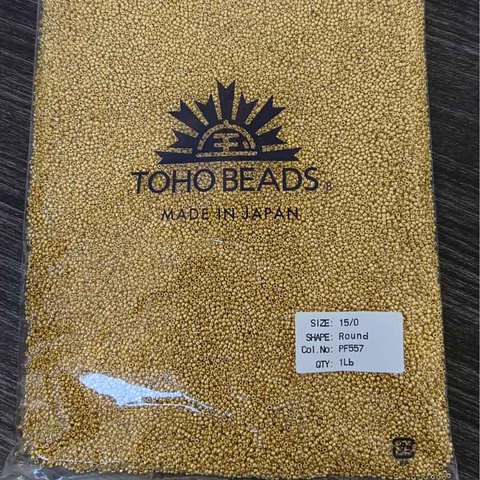 TOHO BEADS®
MADE IN JAPAN
SIZE: 15/0
SHAPE: Round
Col.No: PF557
QTY: 1Lb